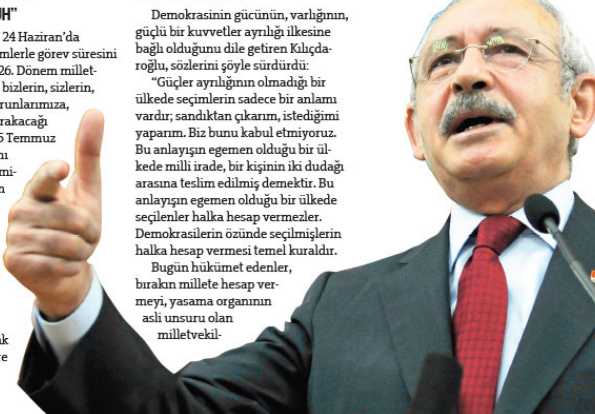 UH”
24 Haziran’da
mlerle görev süresini
26. Dönem millet-
bizlerin, sizlerin,
runlarımıza,
rakacağı
5 Temmuz
nı
mi-
n
ak
re
Demokrasinin gücünün, varlığının,
güçlü bir kuvvetler ayrılığı ilkesine
bağlı olduğunu dile getiren Kılıçda-
roğlu, sözlerini şöyle sürdürdü:
“Güçler ayrılığının olmadığı bir
ülkede seçimlerin sadece bir anlamı
vardır; sandıktan çıkarım, istediğimi
yaparım. Biz bunu kabul etmiyoruz.
Bu anlayışın egemen olduğu bir ül-
kede milli irade, bir kişinin iki dudağı
arasına teslim edilmiş demektir. Bu
anlayışın egemen olduğu bir ülkede
seçilenler halka hesap vermezler.
Demokrasilerin özünde seçilmişlerin
halka hesap vermesi temel kuraldır.
Bugün hükümet edenler,
bırakın millete hesap ver-
meyi, yasama organının
asli unsuru olan
milletvekil-